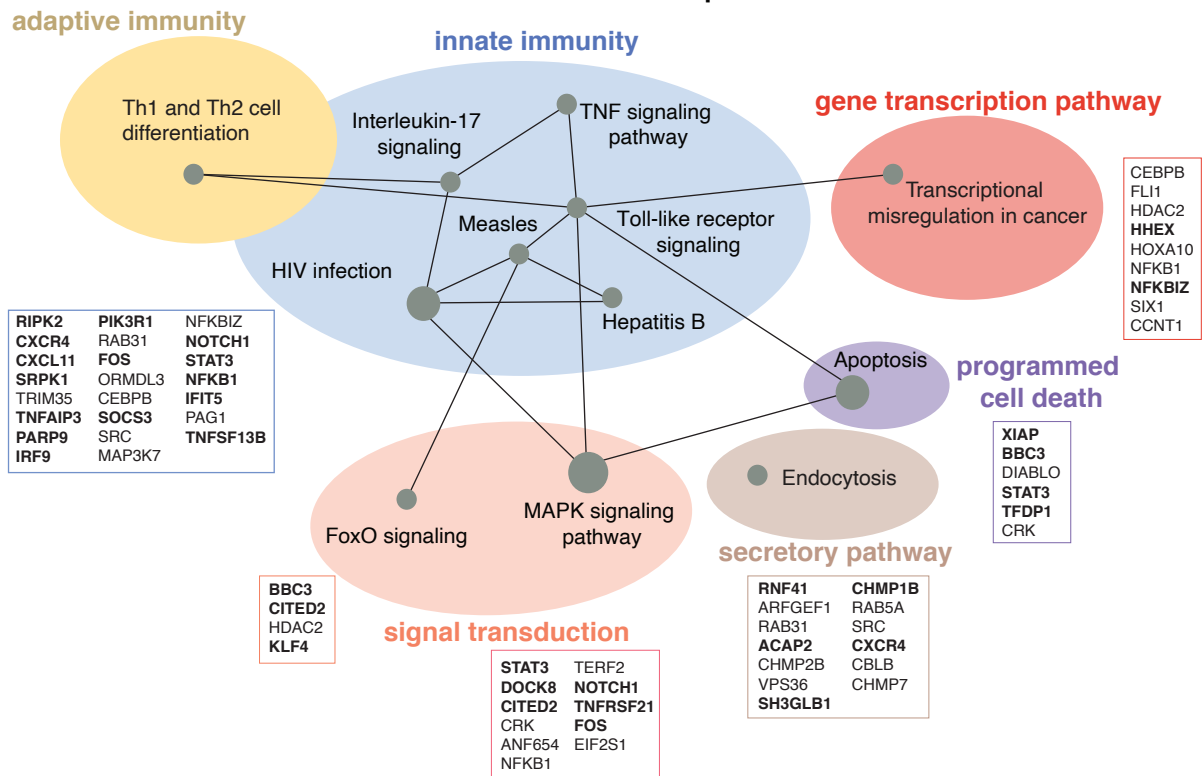 adaptive immunity
innate immunity
gene transcription pathway
Th1 and Th2 cell
differentiation
Interleukin-17
signaling
TNF signaling
pathway
Measles
Toll-like receptor
signaling
HIV infection
Hepatitis B
Transcriptional
misregulation in cancer
CEBPB
FLI1
HDAC2
HHEX
HOXA10
NFKB1
NFKBIZ
SIX1
CCNT1
RIPK2 PIK3R1 NFKBIZ
CXCR4 RAB31 NOTCH1
CXCL11 FOS STAT3
SRPK1 ORMDL3 NFKB1
TRIM35 CEBPB IFIT5
TNFAIP3 SOCS3 PAG1
PARP9 SRC TNFSF13B
IRF9 MAP3K7
Apoptosis
programmed
cell death
XIAP
BBC3
DIABLO
STAT3
TFDP1
CRK
Endocytosis
secretory pathway
RNF41 CHMP1B
ARFGEF1 RAB5A
RAB31 SRC
ACAP2 CXCR4
CHMP2B CBLB
VPS36 CHMP7
SH3GLB1
FoxO signaling
MAPK signaling
pathway
signal transduction
BBC3
CITED2
HDAC2
KLF4
STAT3 TERF2
DOCK8 NOTCH1
CITED2 TNFRSF21
CRK FOS
ANF654 EIF2S1
NFKB1